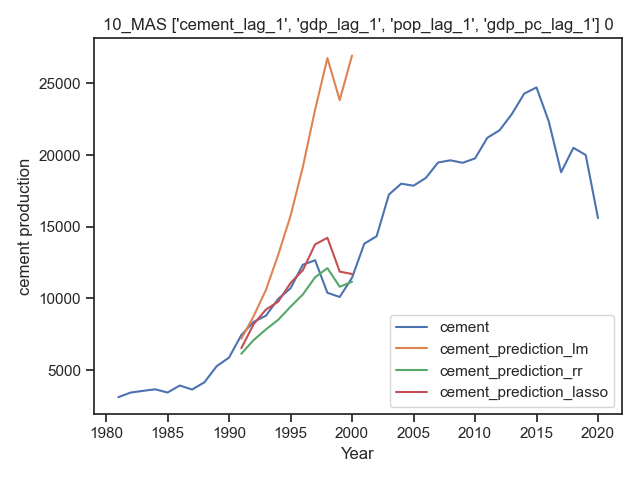 10_MAS ['cement_lag_1', 'gdp_lag_1', 'pop_lag_1', 'gdp_pc_lag_1'] 0
25000
20000
15000
10000
5000
cement production
cement
cement_prediction_lm
cement_prediction_rr
cement_prediction_lasso
1980 1985 1990 1995 2000 2005 2010 2015 2020
Year